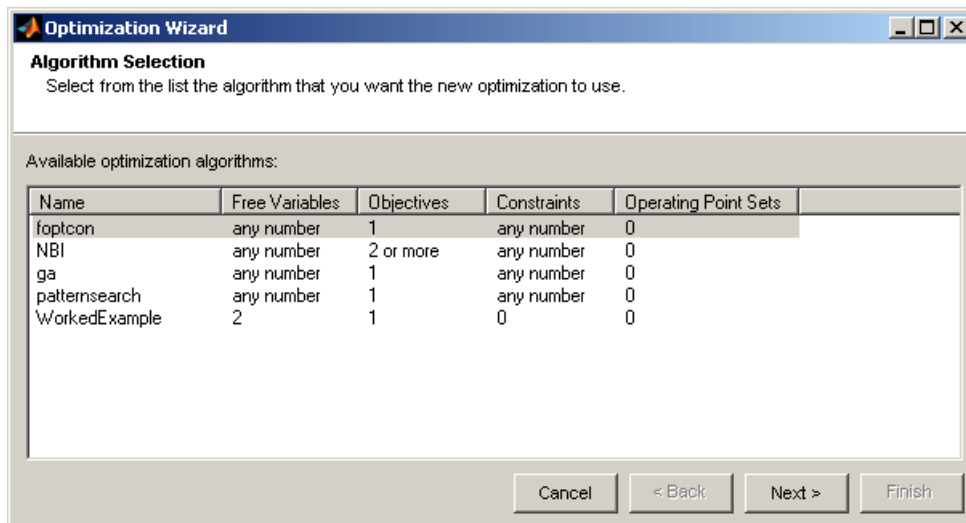 Optimization Wizard
Algorithm Selection
Select from the list the algorithm that you want the new optimization to use.
Available optimization algorithms:
Name Free Variables Objectives Constraints Operating Point Sets
foptcon any number 1 any number 0
NBI any number 2 or more any number 0
ga any number 1 any number 0
patternsearch any number 1 any number 0
WorkedExample 2 1 0 0
Cancel < Back Next > Finish